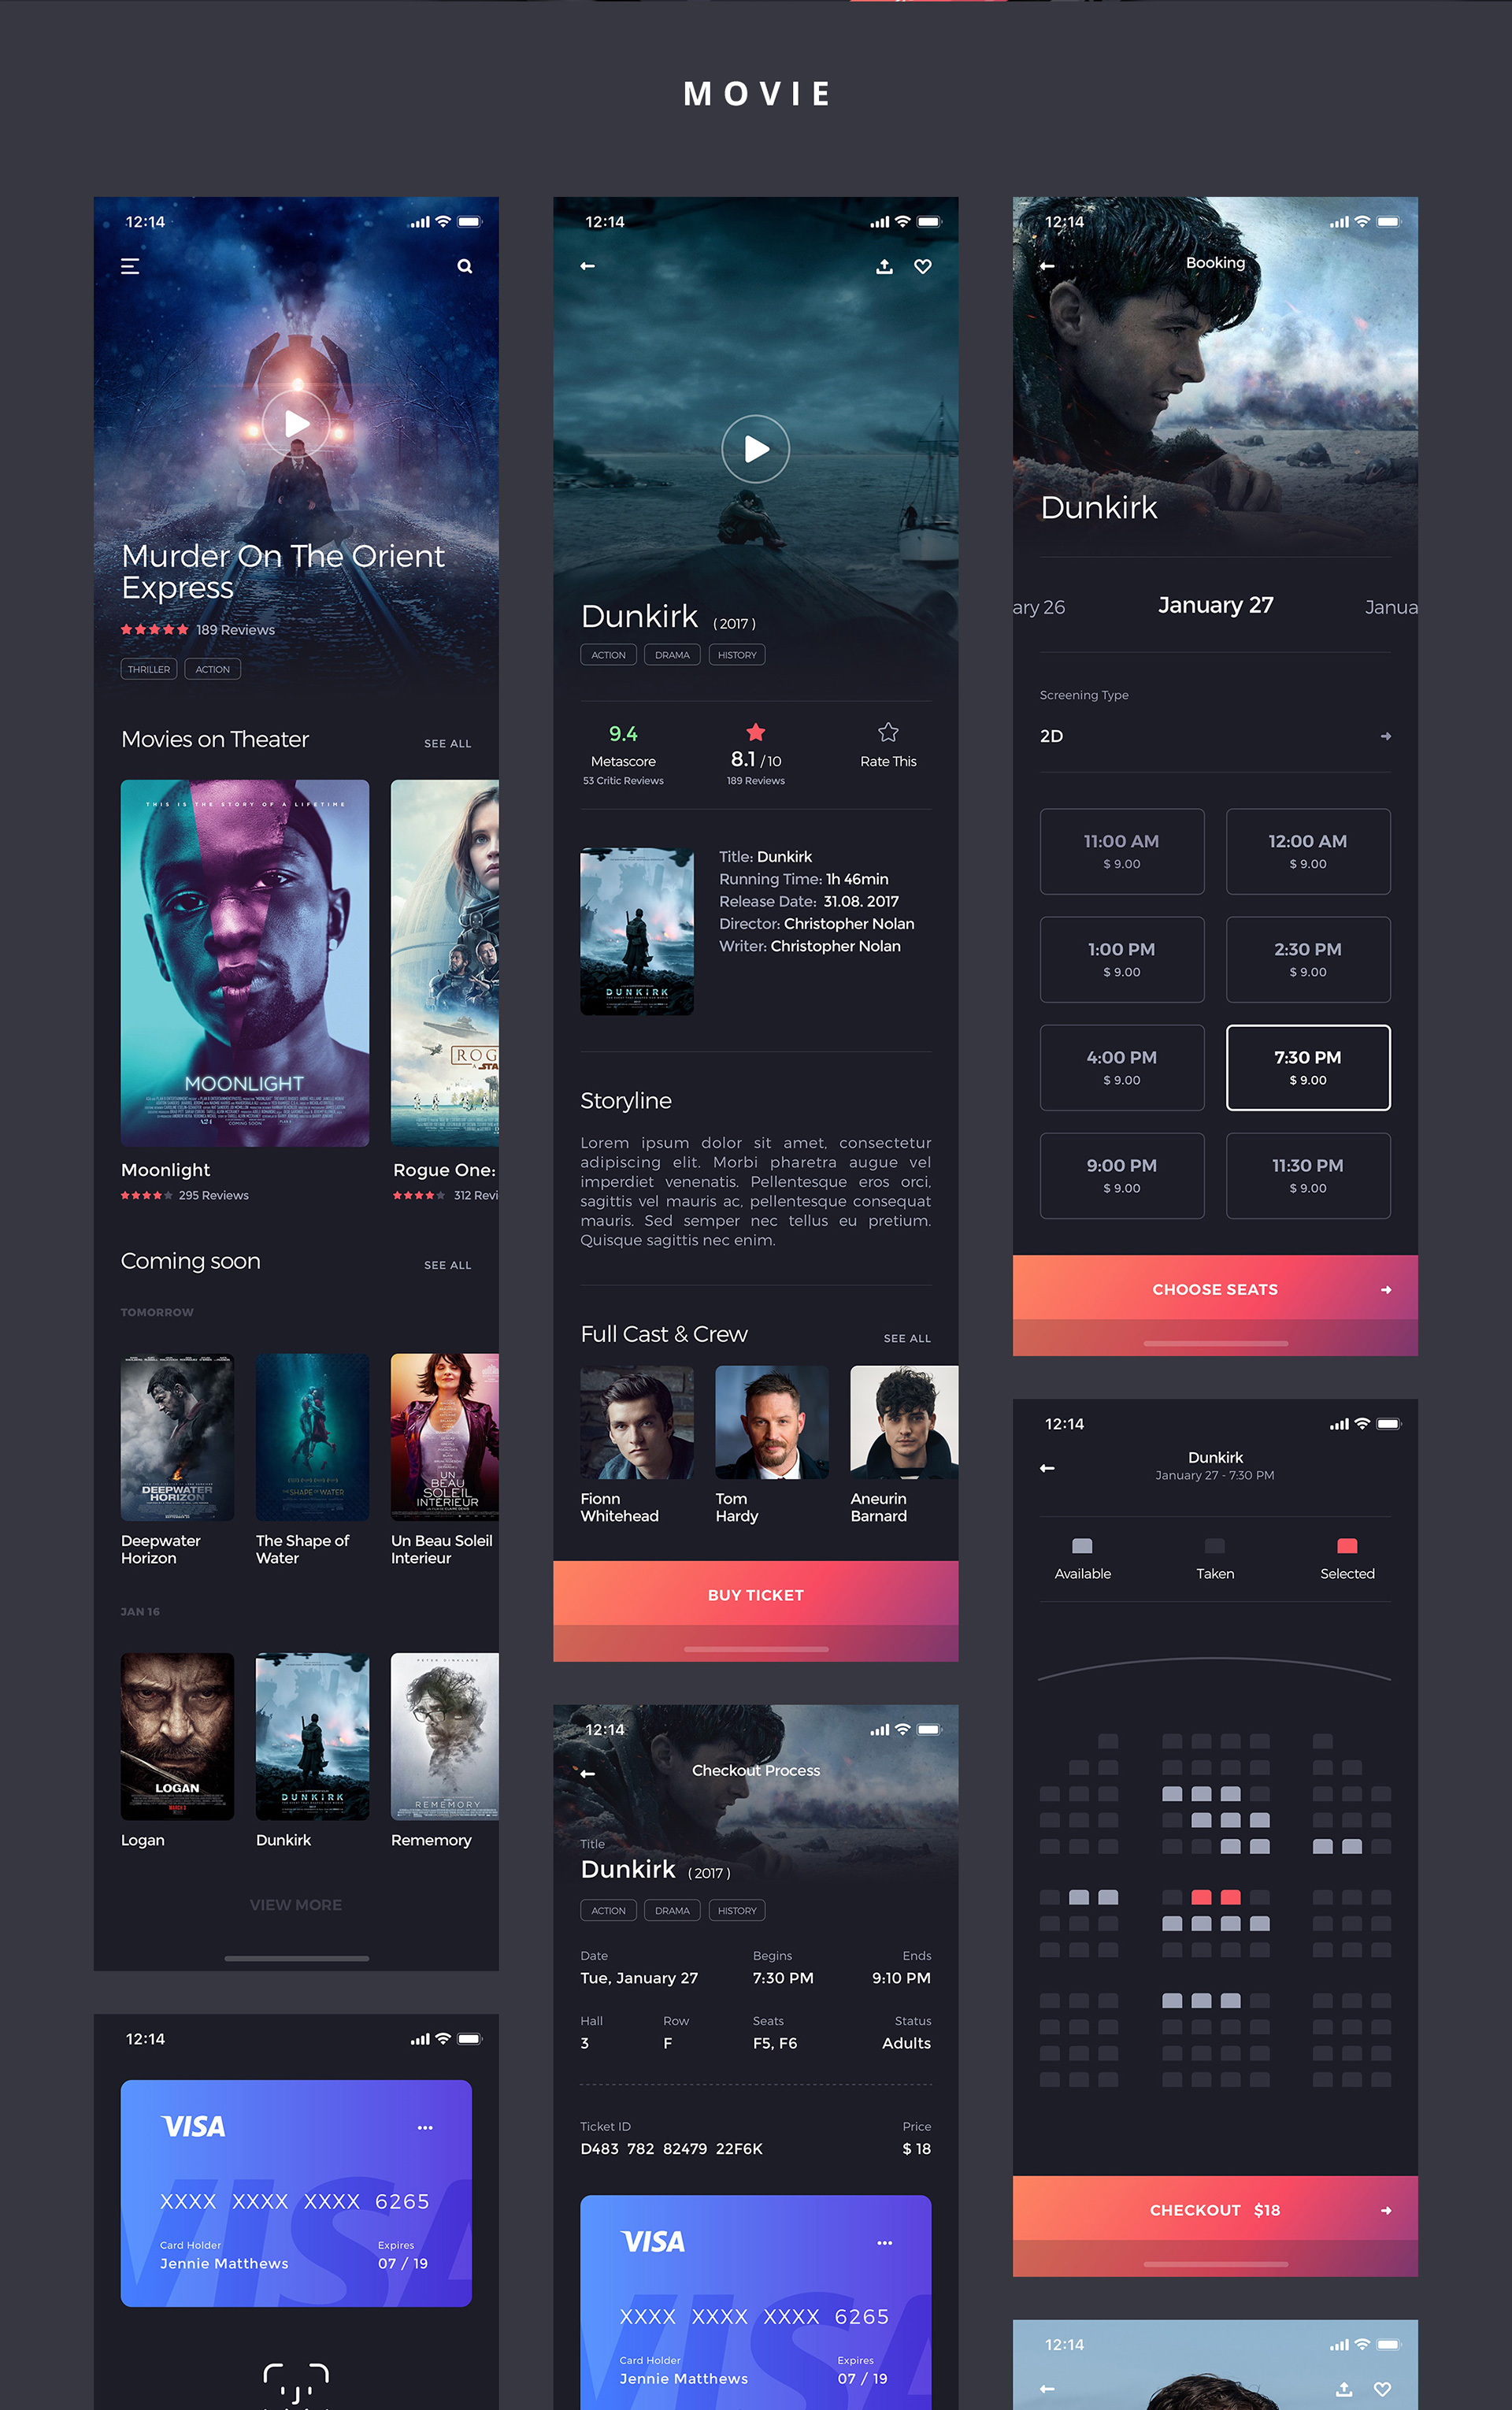 MOVIE
12:14
Murder On The Orient
Express
189 Reviews
THRILLER ACTION
Movies on Theater SEE ALL
THIS IS THE STORY OF A LIFETIME
MOONLIGHT
COMING SOON
ROG
A STA
Moonlight
295 Reviews
Rogue One:
312 Revi
Coming soon SEE ALL
TOMORROW
DEEPWATER
HORIZON
THE SHAPE OF WATER
UN
BEAU
SOLEIL
INTERIEUR
Deepwater
Horizon
The Shape of
Water
Un Beau Soleil
Interieur
JAN 16
LOGAN
MARCH 3
DUNKIRK
PETER DINKLAGE
REMEMORY
Logan
Dunkirk
Rememory
VIEW MORE
12:14
VISA
XXXX XXXX XXXX 6265
Card Holder Expires
Jennie Matthews 07 / 19
12:14
Dunkirk ( 2017 )
ACTION DRAMA HISTORY
9.4
Metascore
53 Critic Reviews
8.1 / 10
189 Reviews
Rate This
DUNKIRK
Title: Dunkirk
Running Time: 1h 46min
Release Date: 31.08. 2017
Director: Christopher Nolan
Writer: Christopher Nolan
Storyline
Lorem ipsum dolor sit amet, consectetur
adipiscing elit. Morbi pharetra augue vel
imperdiet venenatis. Pellentesque eros orci,
sagittis vel mauris ac, pellentesque consequat
mauris. Sed semper nec tellus eu pretium.
Quisque sagittis nec enim.
Full Cast & Crew SEE ALL
Fionn
Whitehead
Tom
Hardy
Aneurin
Barnard
BUY TICKET
12:14
Checkout Process
Title
Dunkirk ( 2017 )
ACTION DRAMA HISTORY
Date Begins Ends
Tue, January 27 7:30 PM 9:10 PM
Hall Row Seats Status
3 F F5, F6 Adults
Ticket ID Price
D483 782 82479 22F6K $ 18
VISA
XXXX XXXX XXXX 6265
Card Holder Expires
Jennie Matthews 07 / 19
12:14
Booking
Dunkirk
ary 26 January 27 Janua
Screening Type
2D
11:00 AM 12:00 AM
$ 9.00 $ 9.00
1:00 PM 2:30 PM
$ 9.00 $ 9.00
4:00 PM 7:30 PM
$ 9.00 $ 9.00
9:00 PM 11:30 PM
$ 9.00 $ 9.00
CHOOSE SEATS
12:14
Dunkirk
January 27 - 7:30 PM
Available Taken Selected
CHECKOUT $18
12:14